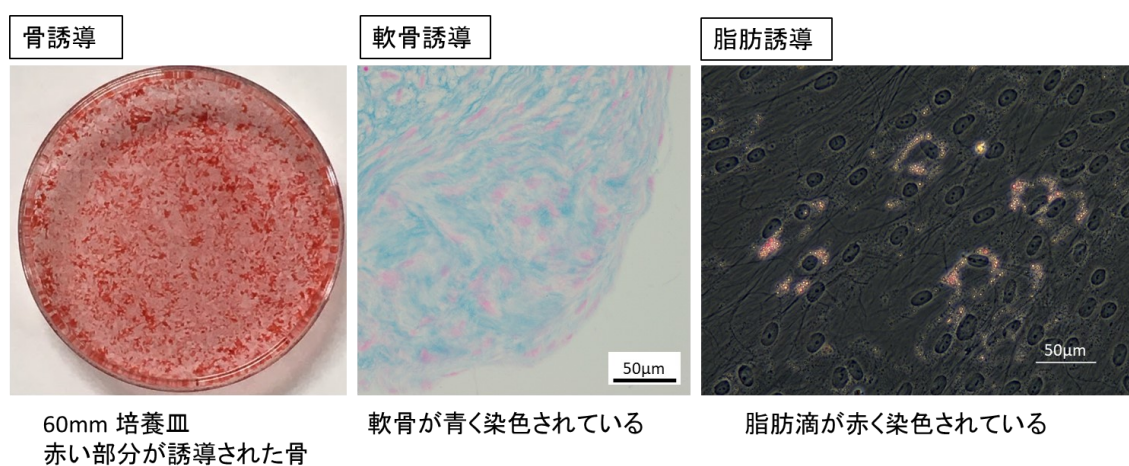 骨誘導
軟骨誘導
脂肪誘導
50μm
50μm
60mm 培養皿
赤い部分が誘導された骨
軟骨が青く染色されている
脂肪滴が赤く染色されている